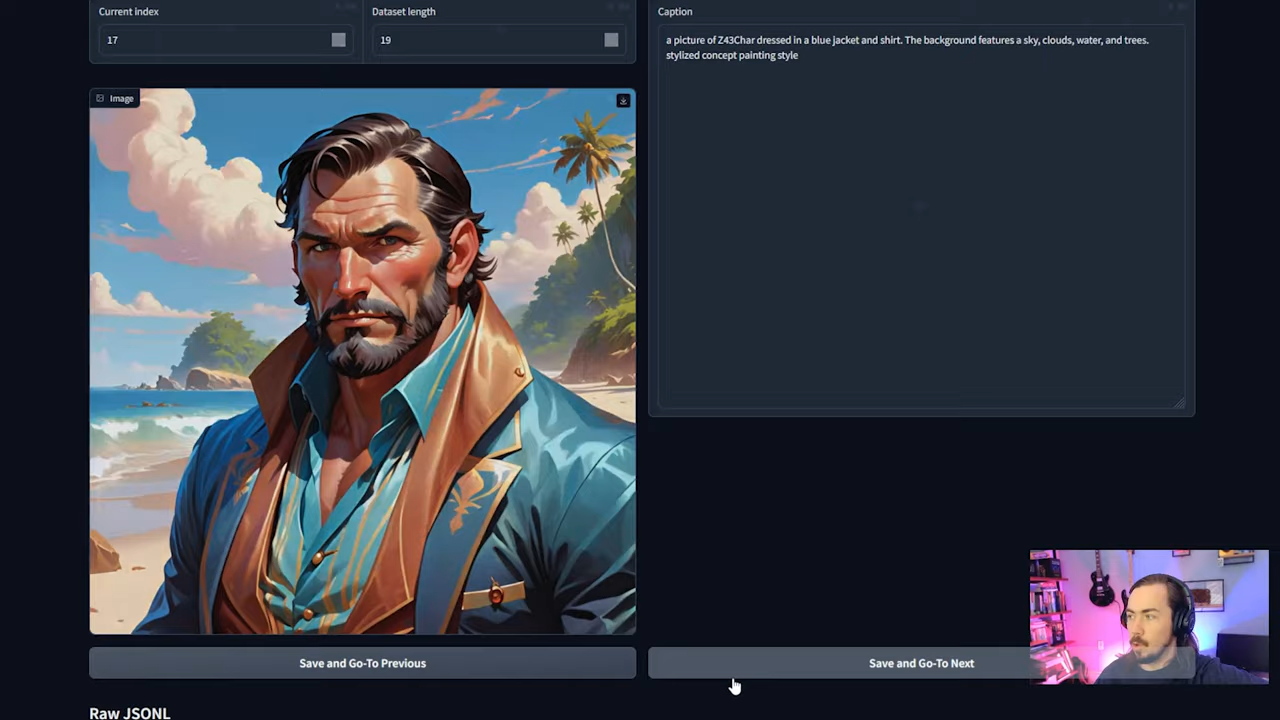 Current index
Dataset length
Caption
17
19
a picture of Z43Char dressed in a blue jacket and shirt. The background features a sky, clouds, water, and trees.
stylized concept painting style
Image
Save and Go-To Previous
Save and Go-To Next
Raw JSONL